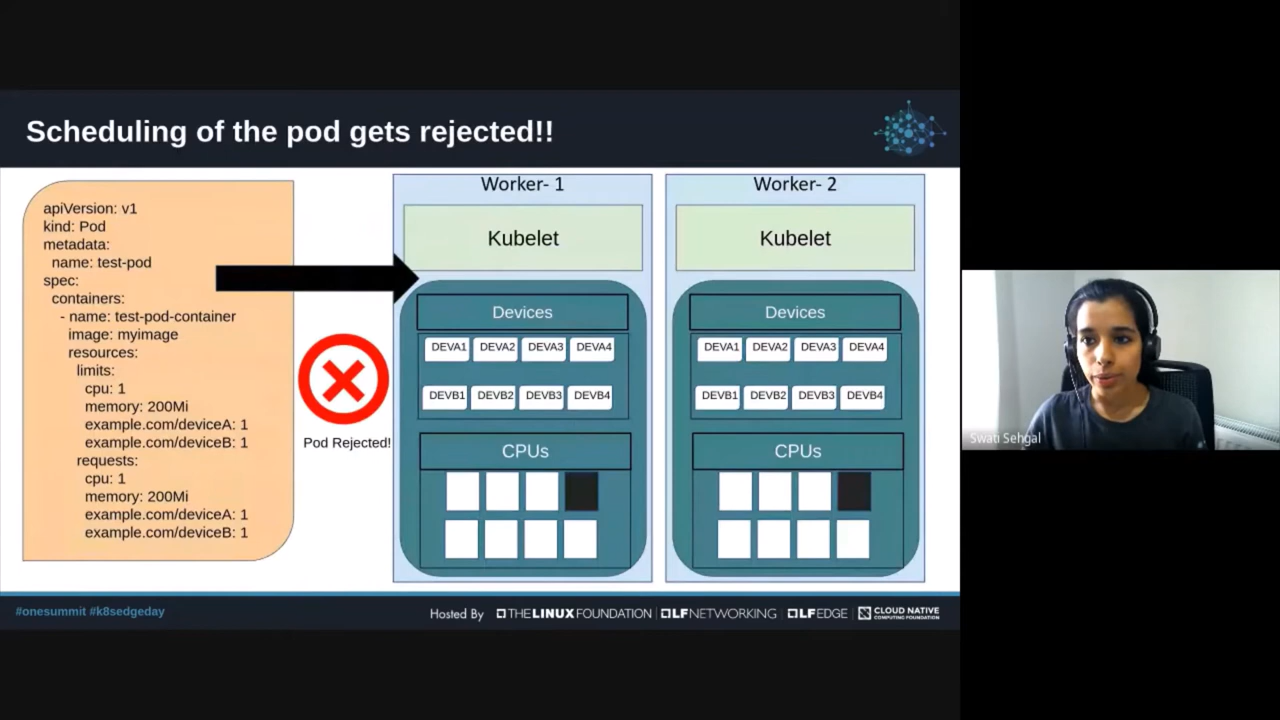 Scheduling of the pod gets rejected!!
apiVersion: v1
kind: Pod
metadata:
name: test-pod
spec:
containers:
- name: test-pod-container
image: myimage
resources:
limits:
cpu: 1
memory: 200Mi
example.com/deviceA: 1
example.com/deviceB: 1
requests:
cpu: 1
memory: 200Mi
example.com/deviceA: 1
example.com/deviceB: 1
Pod Rejected!
Worker- 1
Kubelet
Devices
DEVA1 DEVA2 DEVA3 DEVA4
DEVB1 DEVB2 DEVB3 DEVB4
CPUs
Worker- 2
Kubelet
Devices
DEVA1 DEVA2 DEVA3 DEVA4
DEVB1 DEVB2 DEVB3 DEVB4
CPUs
Swati Sehgal
#onesummit #k8sedgeday
Hosted By THE LINUX FOUNDATION LFNETWORKING LFEDGE CLOUD NATIVE
COMPUTING FOUNDATION